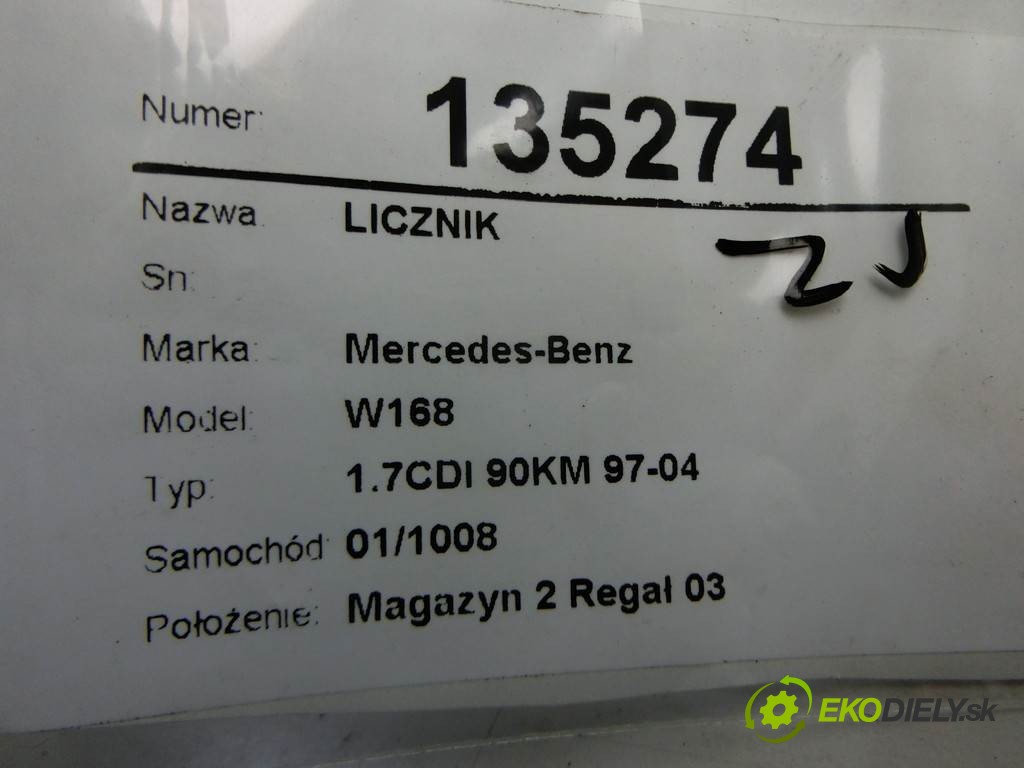 Numer: 135274
Nazwa LICZNIK
Sn:
Marka: Mercedes-Benz
Model: W168
Typ: 1.7CDI 90KM 97-04
Samochód 01/1008
Położenie: Magazyn 2 Regał 03
EKODIELY.sk